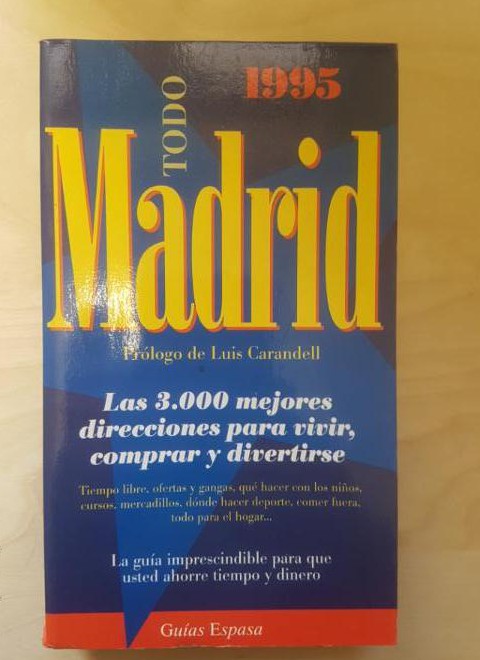 1995
TODO
Madrid
Prólogo de Luis Carandell
Las 3.000 mejores
direcciones para vivir,
comprar y divertirse
Tiempo libre, ofertas y gangas, qué hacer con los niños,
cursos, mercadillos, dónde hacer deporte, comer fuera,
todo para el hogar...
La guía imprescindible para que
usted ahorre tiempo y dinero
Guías Espasa